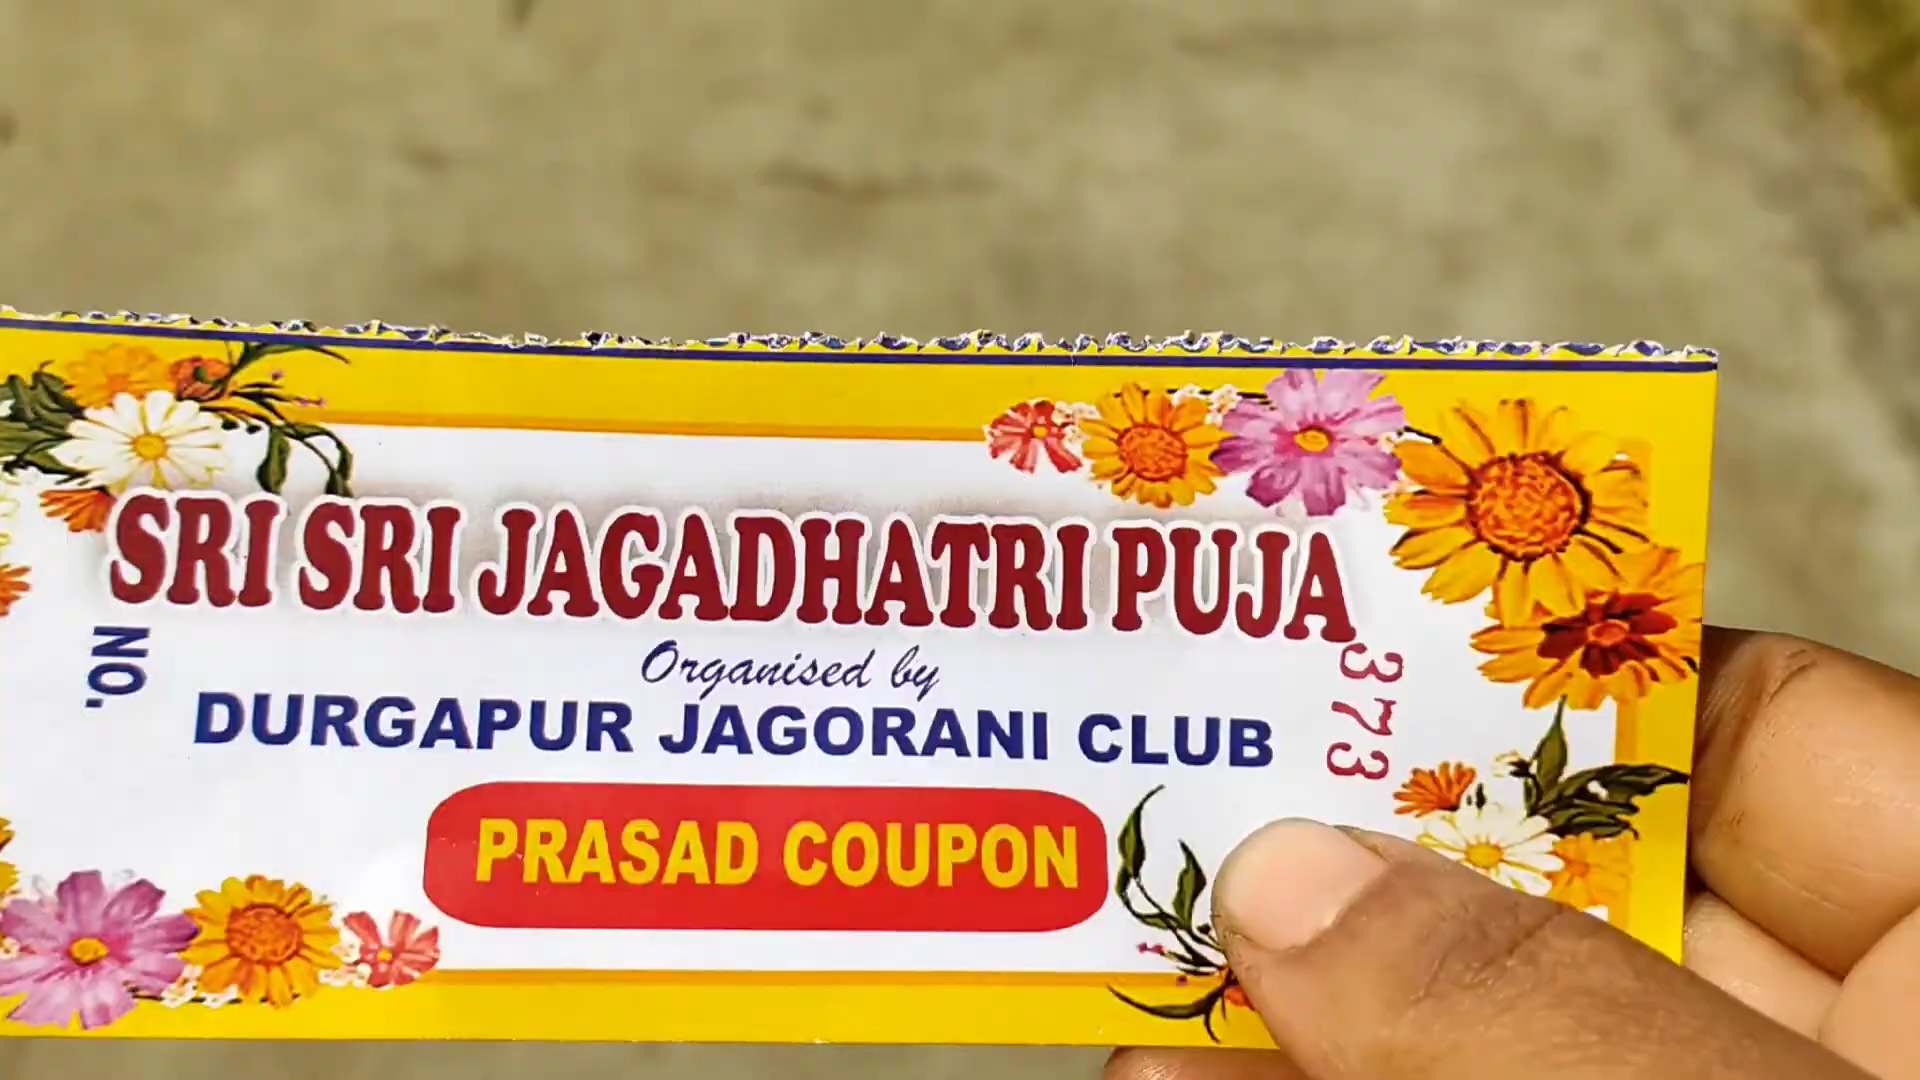 SRI SRI JAGADHATRI PUJA
Organised by
DURGAPUR JAGORANI CLUB
PRASAD COUPON
NO.
373